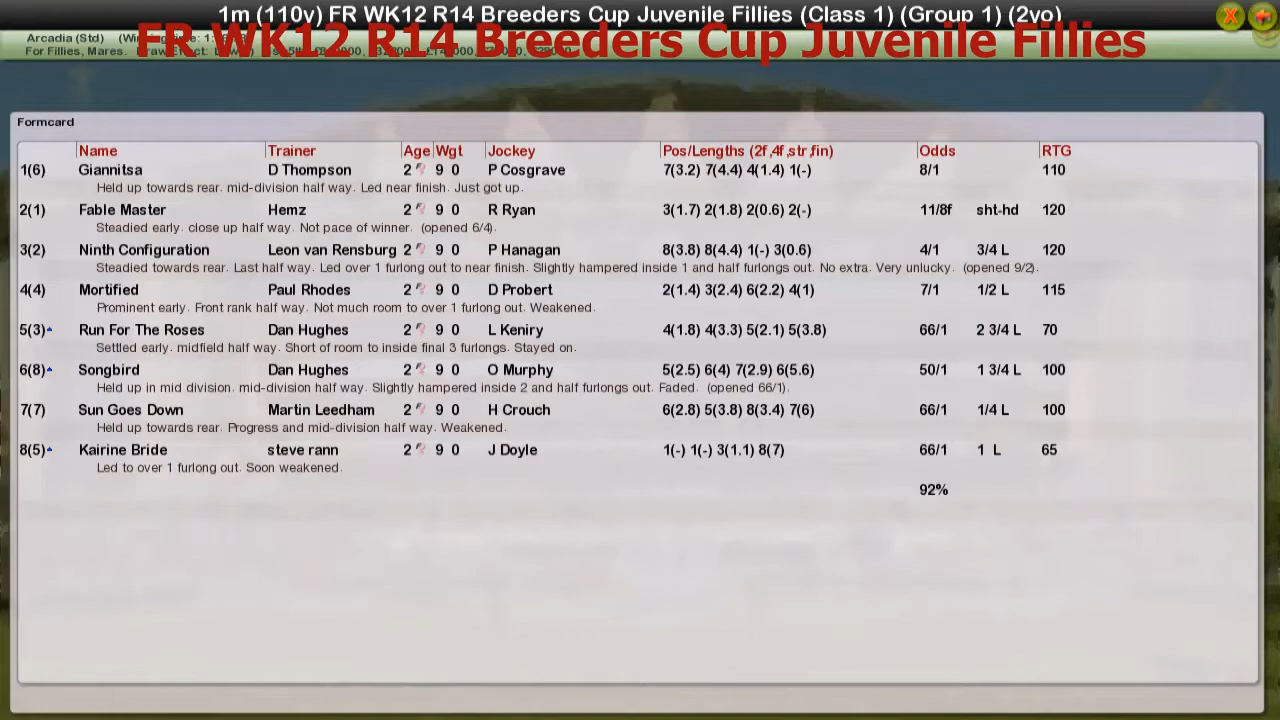 1m (110y) FR WK12 R14 Breeders Cup Juvenile Fillies (Class 1) (Group 1) (2yo)
FR WK12 R14 Breeders Cup Juvenile Fillies
Arcadia (Std)
For Fillies, Mares.
Formcard
Name Trainer Age Wgt Jockey Pos/Lengths (2f,4f,str,fin) Odds RTG
1(6) Giannitsa D Thompson 2 9 0 P Cosgrave 7(3.2) 7(4.4) 4(1.4) 1(-) 8/1 110
Held up towards rear. mid-division half way. Led near finish. Just got up.
2(1) Fable Master Hemz 2 9 0 R Ryan 3(1.7) 2(1.8) 2(0.6) 2(-) 11/8f sht-hd 120
Steadied early. close up half way. Not pace of winner. (opened 6/4).
3(2) Ninth Configuration Leon van Rensburg 2 9 0 P Hanagan 8(3.8) 8(4.4) 1(-) 3(0.6) 4/1 3/4 L 120
Steadied towards rear. Last half way. Led over 1 furlong out to near finish. Slightly hampered inside 1 and half furlongs out. No extra. Very unlucky. (opened 9/2).
4(4) Mortified Paul Rhodes 2 9 0 D Probert 2(1.4) 3(2.4) 6(2.2) 4(1) 7/1 1/2 L 115
Prominent early. Front rank half way. Not much room to over 1 furlong out. Weakened.
5(3) Run For The Roses Dan Hughes 2 9 0 L Keniry 4(1.8) 4(3.3) 5(2.1) 5(3.8) 66/1 2 3/4 L 70
Settled early. midfield half way. Short of room to inside final 3 furlongs. Stayed on.
6(8) Songbird Dan Hughes 2 9 0 O Murphy 5(2.5) 6(4) 7(2.9) 6(5.6) 50/1 1 3/4 L 100
Held up in mid division. mid-division half way. Slightly hampered inside 2 and half furlongs out. Faded. (opened 66/1).
7(7) Sun Goes Down Martin Leedham 2 9 0 H Crouch 6(2.8) 5(3.8) 8(3.4) 7(6) 66/1 1/4 L 100
Held up towards rear. Progress and mid-division half way. Weakened.
8(5) Kairine Bride steve rann 2 9 0 J Doyle 1(-) 1(-) 3(1.1) 8(7) 66/1 1 L 65
Led to over 1 furlong out. Soon weakened.
92%